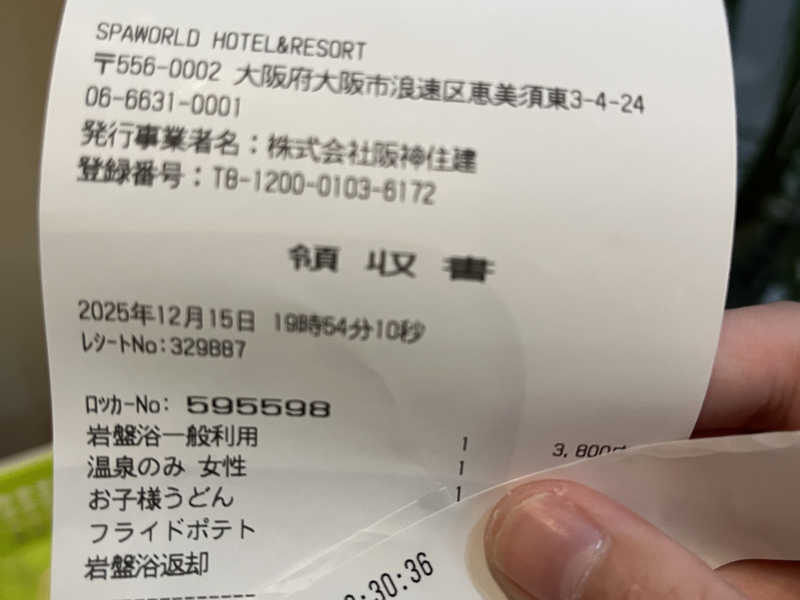 SPAWORLD HOTEL&RESORT
〒556-0002 大阪府大阪市浪速区恵美須東3-4-24
06-6631-0001
発行事業者名：株式会社阪神住建
登録番号：T8-1200-0103-6172
領収書
2025年12月15日 19時54分10秒
ﾚｼｰﾄNo:329887
ﾛｯｶｰNo: 595598
岩盤浴一般利用 1 3,800
温泉のみ 女性 1
お子様うどん 1
フライドポテト
岩盤浴返却
:30:36